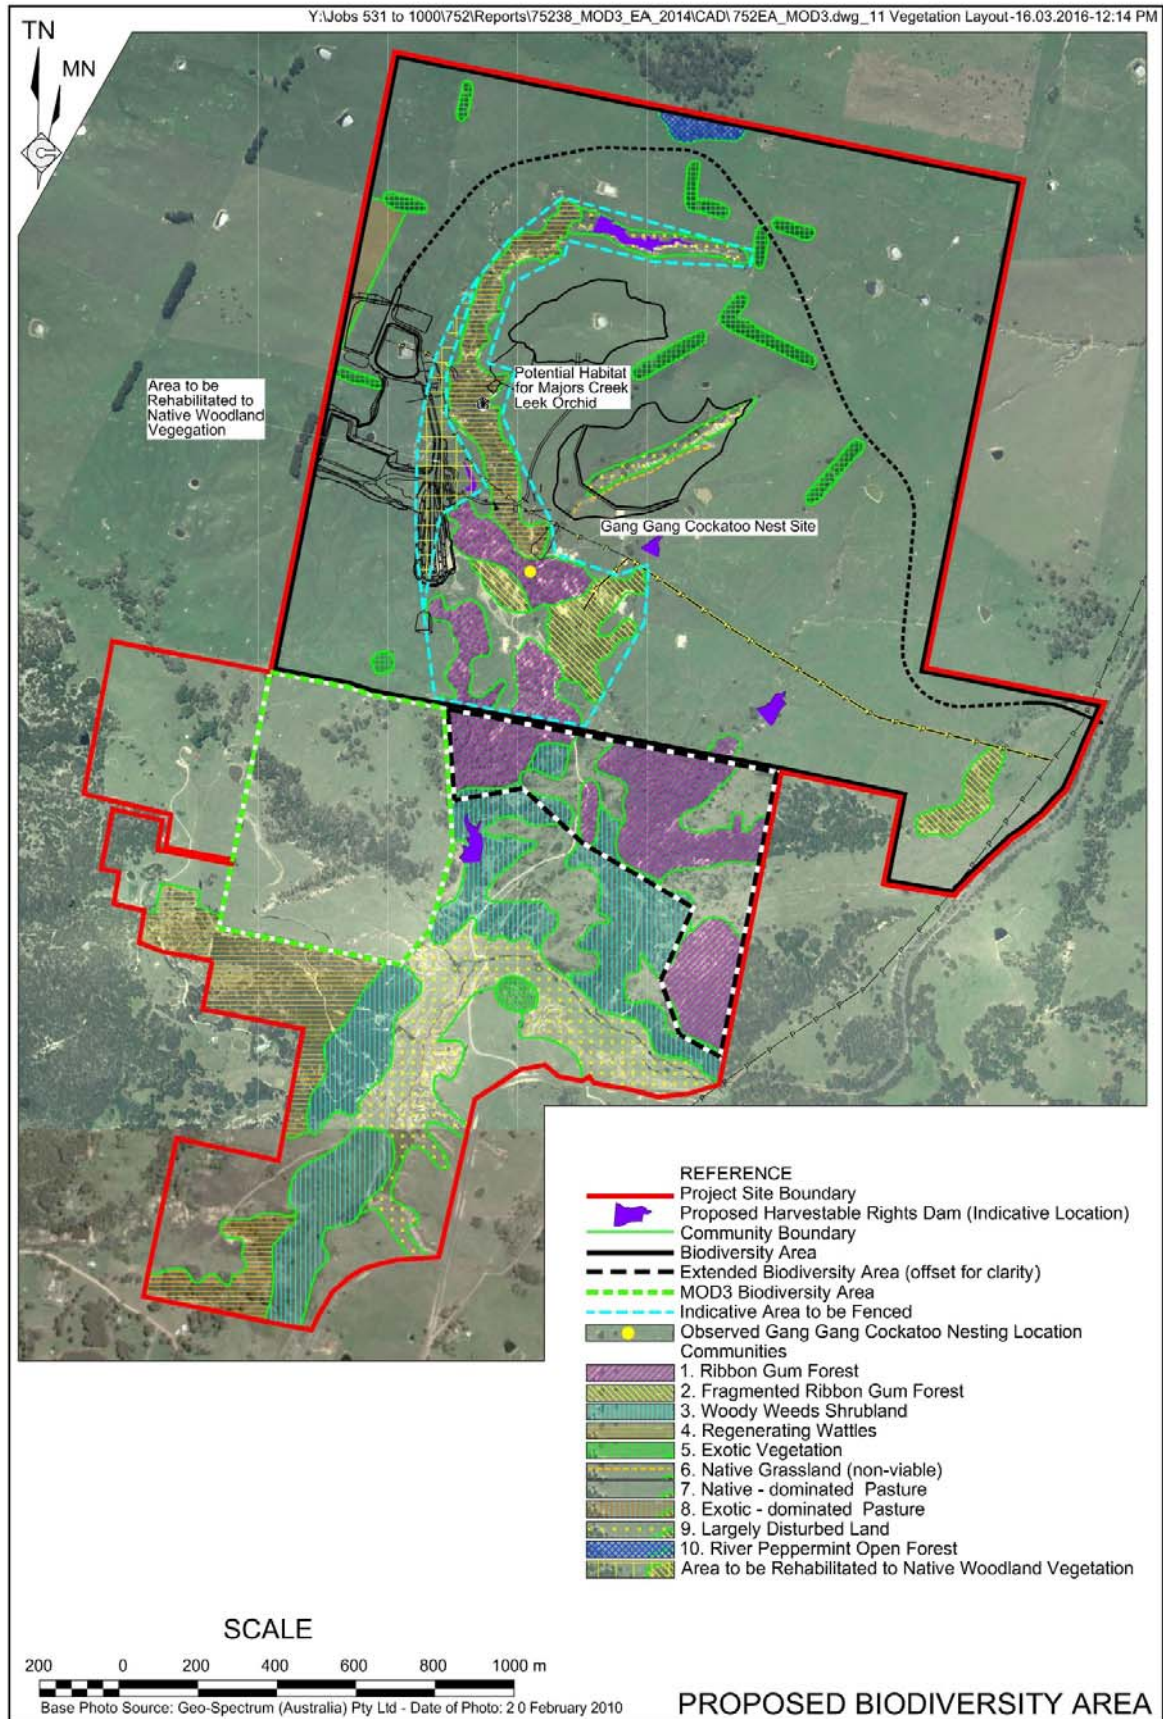 Y:\Jobs 531 to 1000\752\Reports\75238_MOD3_EA_2014\CAD\752EA_MOD3.dwg_11 Vegetation Layout-16.03.2016-12:14 PM
TN
MN
Area to be
Rehabilitated to
Native Woodland
Vegegation
Potential Habitat
for Majors Creek
Leek Orchid
Gang Gang Cockatoo Nest Site
REFERENCE
Project Site Boundary
Proposed Harvestable Rights Dam (Indicative Location)
Community Boundary
Biodiversity Area
Extended Biodiversity Area (offset for clarity)
MOD3 Biodiversity Area
Indicative Area to be Fenced
Observed Gang Gang Cockatoo Nesting Location
Communities
1. Ribbon Gum Forest
2. Fragmented Ribbon Gum Forest
3. Woody Weeds Shrubland
4. Regenerating Wattles
5. Exotic Vegetation
6. Native Grassland (non-viable)
7. Native - dominated Pasture
8. Exotic - dominated Pasture
9. Largely Disturbed Land
10. River Peppermint Open Forest
Area to be Rehabilitated to Native Woodland Vegetation
SCALE
200 0 200 400 600 800 1000 m
Base Photo Source: Geo-Spectrum (Australia) Pty Ltd - Date of Photo: 2 0 February 2010
PROPOSED BIODIVERSITY AREA